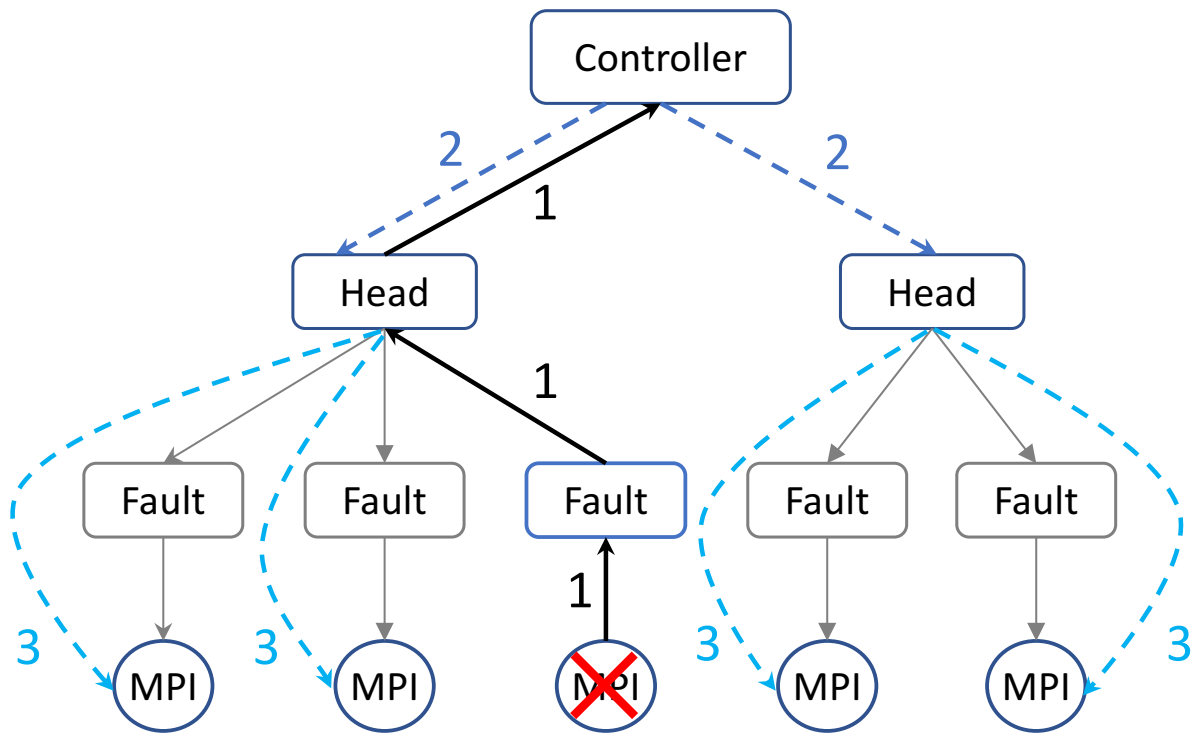 Controller
2
2
1
Head
Head
1
Fault
Fault
Fault
Fault
Fault
1
3
3
3
3
MPI
MPI
MPI
MPI
MPI